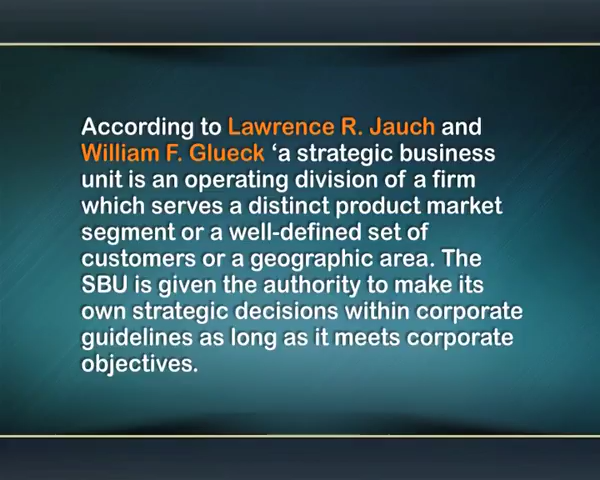 According to Lawrence R. Jauch and
William F. Glueck ‘a strategic business
unit is an operating division of a firm
which serves a distinct product market
segment or a well-defined set of
customers or a geographic area. The
SBU is given the authority to make its
own strategic decisions within corporate
guidelines as long as it meets corporate
objectives.